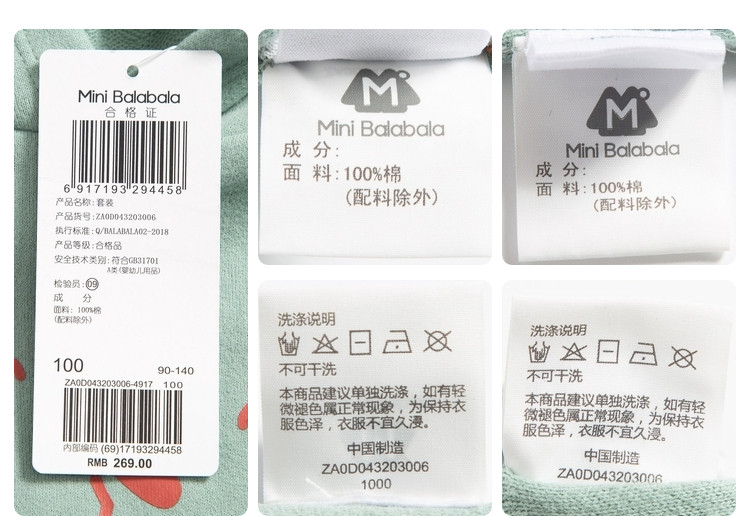 Mini Balabala
合格证
6 917193 294458
产品名称:套装
产品货号:ZA0D043203006
执行标准:Q/BALABALA02-2018
产品等级:合格品
安全技术类别:符合GB31701
A类(婴幼儿用品)
检验员:09
成 分
面料:100%棉
(配料除外)
100
90-140
ZA0D043203006-4917 100
内部编码 (69)17193294458
RMB 269.00
M
Mini Balabala
成 分:
面 料:100%棉
(配料除外)
M
Mini Balabala
成 分:
面 料:100%棉
(配料除外)
洗涤说明
不可干洗
本商品建议单独洗涤，如有轻
微褪色属正常现象，为保持衣
服色泽，衣服不宜久浸。
中国制造
ZA0D043203006
1000
洗涤说明
不可干洗
本商品建议单独洗涤，如有轻
微褪色属正常现象，为保持衣
服色泽，衣服不宜久浸。
中国制造
ZA0D043203006